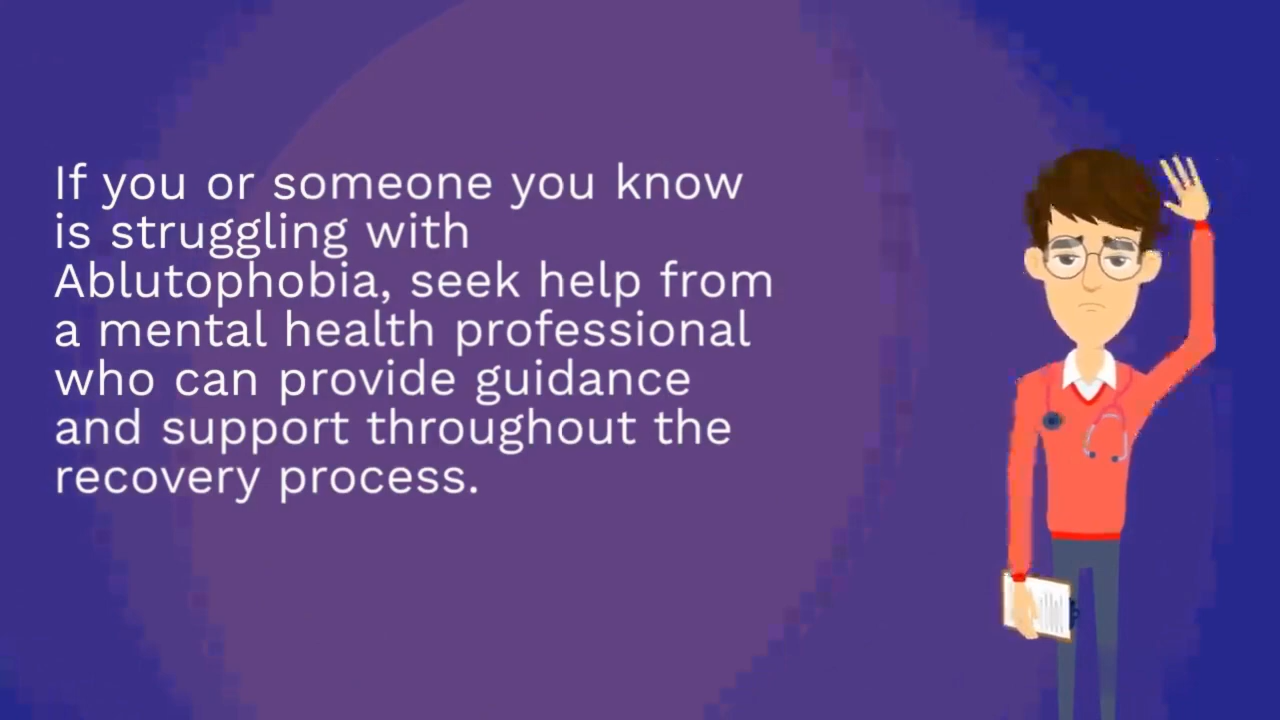 If you or someone you know
is struggling with
Ablutophobia, seek help from
a mental health professional
who can provide guidance
and support throughout the
recovery process.